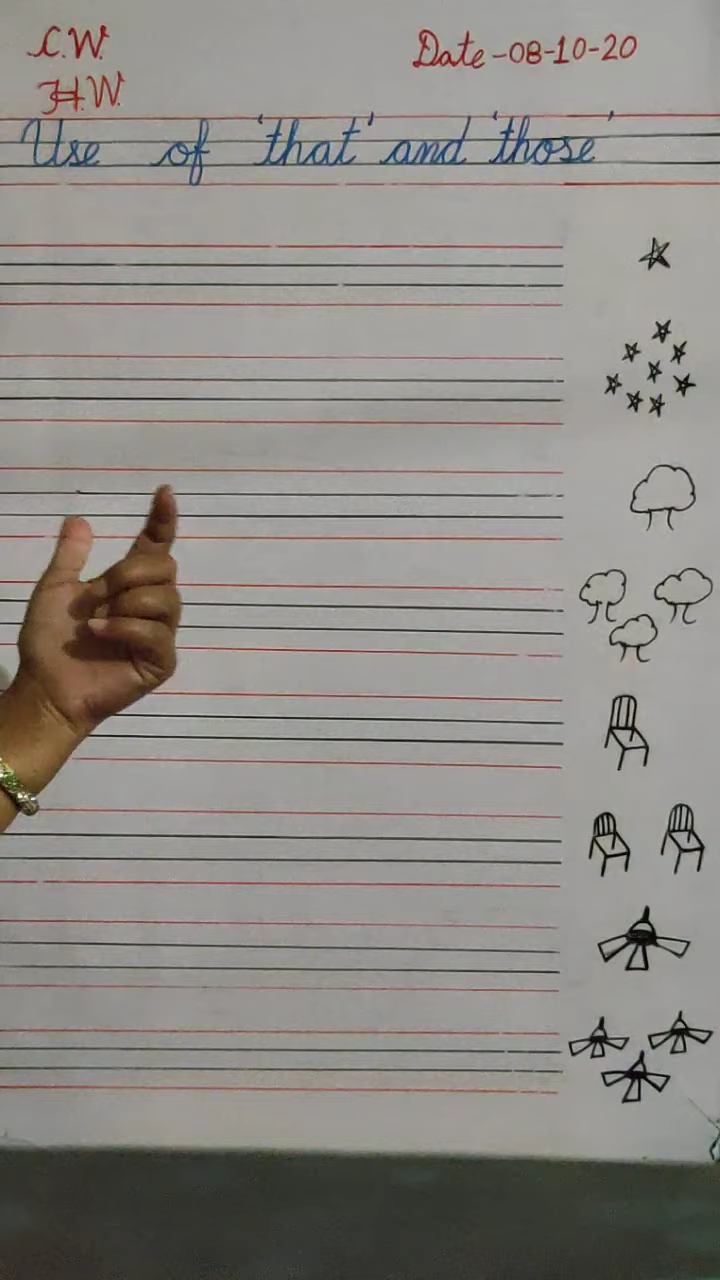 C.W.
Date-08-10-20
H.W.
Use of 'that' and 'those'